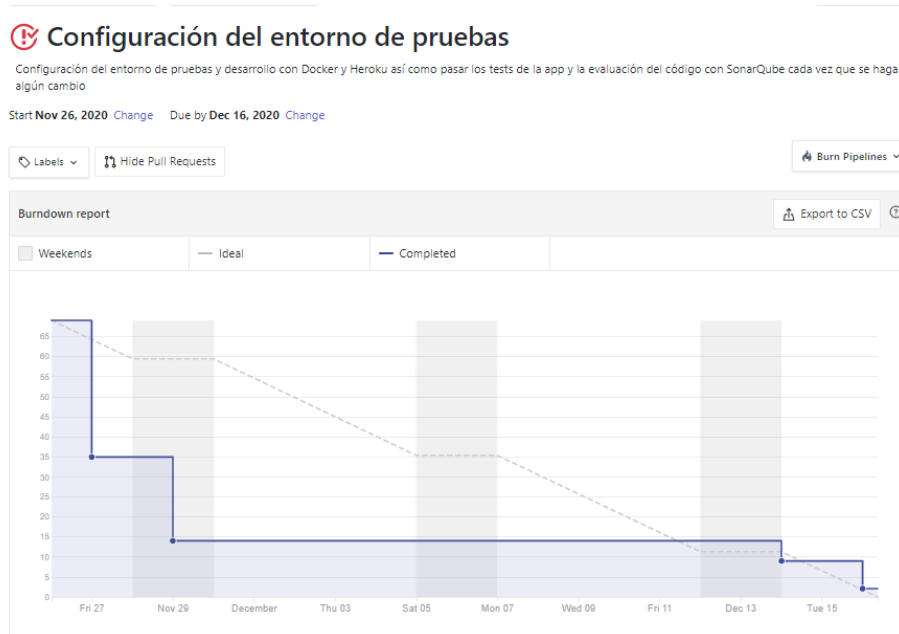 Configuración del entorno de pruebas
Configuración del entorno de pruebas y desarrollo con Docker y Heroku así como pasar los tests de la app y la evaluación del código con SonarQube cada vez que se haga
algún cambio
Start Nov 26, 2020 Change Due by Dec 16, 2020 Change
Labels Hide Pull Requests Burn Pipelines
Burndown report Export to CSV
Weekends Ideal Completed
65
60
55
50
45
40
35
30
25
20
15
10
5
0
Fri 27 Nov 29 December Thu 03 Sat 05 Mon 07 Wed 09 Fri 11 Dec 13 Tue 15